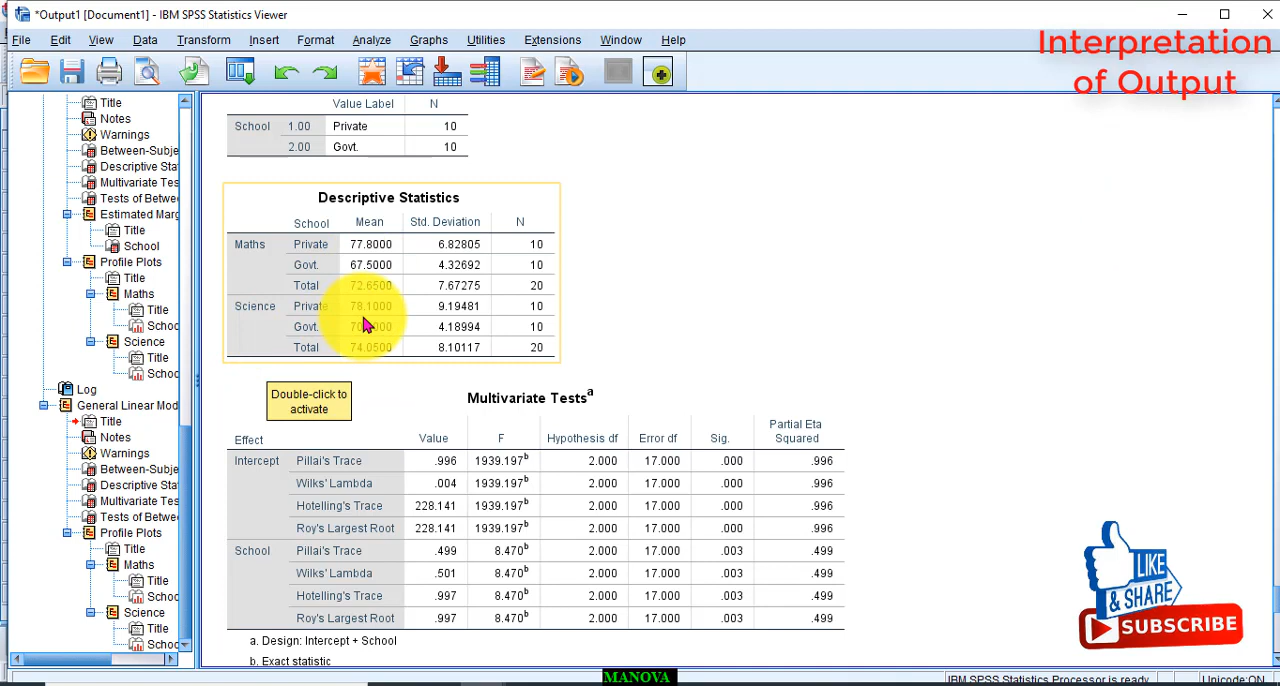 *Output1 [Document1] - IBM SPSS Statistics Viewer
File Edit View Data Transform Insert Format Analyze Graphs Utilities Extensions Window Help
Interpretation
of Output
Title
Notes
Warnings
Between-Subje
Descriptive Sta
Multivariate Tes
Tests of Betwe
Estimated Marg
Title
School
Profile Plots
Title
Maths
Title
Schoo
Science
Title
Schoo
Log
General Linear Mod
Title
Notes
Warnings
Between-Subje
Descriptive Sta
Multivariate Tes
Tests of Betwe
Profile Plots
Title
Maths
Title
Schoo
Science
Title
Schoo
Value Label N
School 1.00 Private 10
2.00 Govt. 10
Descriptive Statistics
School Mean Std. Deviation N
Maths Private 77.8000 6.82805 10
Govt. 67.5000 4.32692 10
Total 72.6500 7.67275 20
Science Private 78.1000 9.19481 10
Govt. 4.18994 10
Total 74.0500 8.10117 20
Double-click to
activate
Multivariate Testsa
Effect Value F Hypothesis df Error df Sig. Partial Eta Squared
Intercept Pillai's Trace .996 1939.197b 2.000 17.000 .000 .996
Wilks' Lambda .004 1939.197b 2.000 17.000 .000 .996
Hotelling's Trace 228.141 1939.197b 2.000 17.000 .000 .996
Roy's Largest Root 228.141 1939.197b 2.000 17.000 .000 .996
School Pillai's Trace .499 8.470b 2.000 17.000 .003 .499
Wilks' Lambda .501 8.470b 2.000 17.000 .003 .499
Hotelling's Trace .997 8.470b 2.000 17.000 .003 .499
Roy's Largest Root .997 8.470b 2.000 17.000 .003 .499
a. Design: Intercept + School
b. Exact statistic
LIKE
& SHARE
SUBSCRIBE
MANOVA
IBM SPSS Statistics Processor is ready Unicode:ON